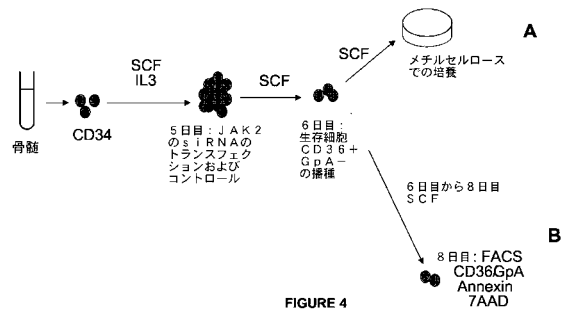 SCF
IL3
SCF
SCF
A
メチルセルロース
での培養
骨髄
CD34
5日目：JAK2
のsiRNAの
トランスフェク
ションおよび
コントロール
6日目：
生存細胞
CD36+
GpA-
の播種
6日目から8日目
SCF
B
8日目：FACS
CD36/GpA
Annexin
7AAD
FIGURE 4